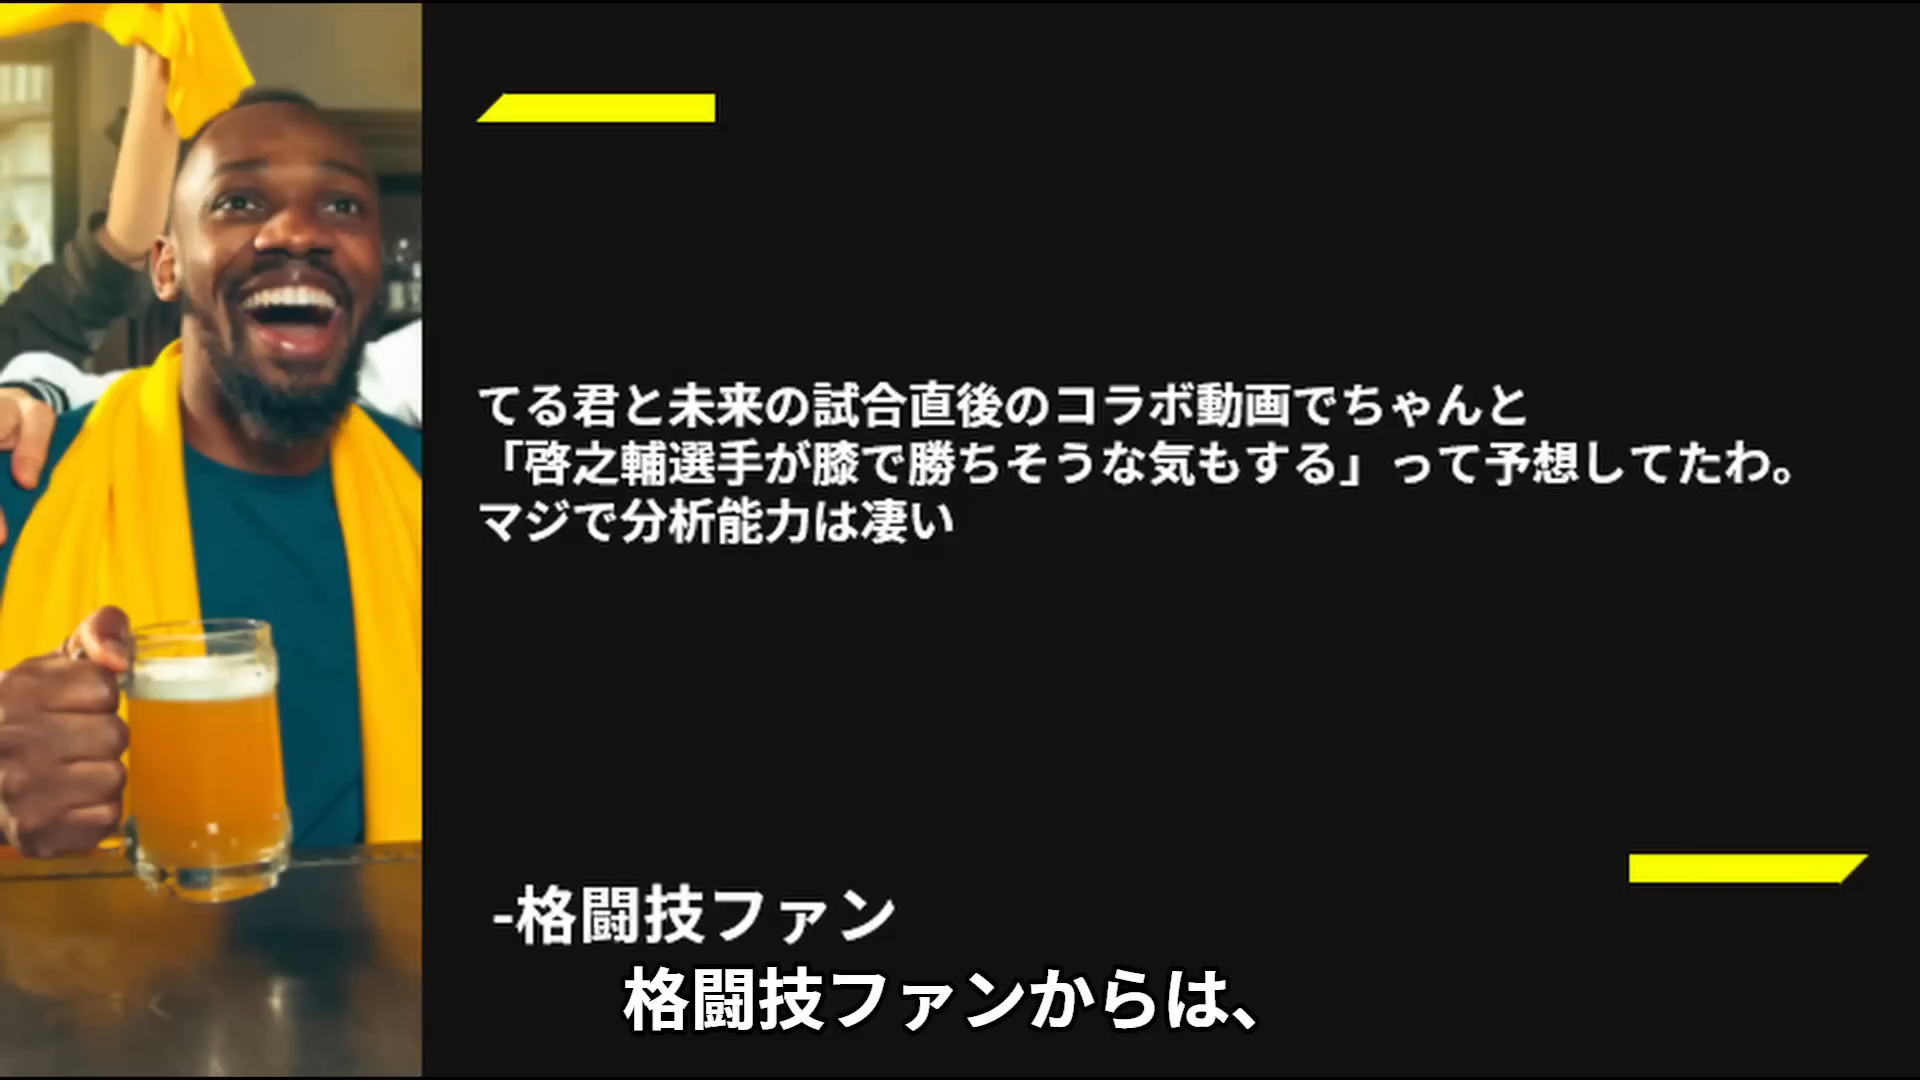 てる君と未来の試合直後のコラボ動画でちゃんと
「啓之輔選手が膝で勝ちそうな気もする」って予想してたわ。
マジで分析能力は凄い
-格闘技ファン
格闘技ファンからは、